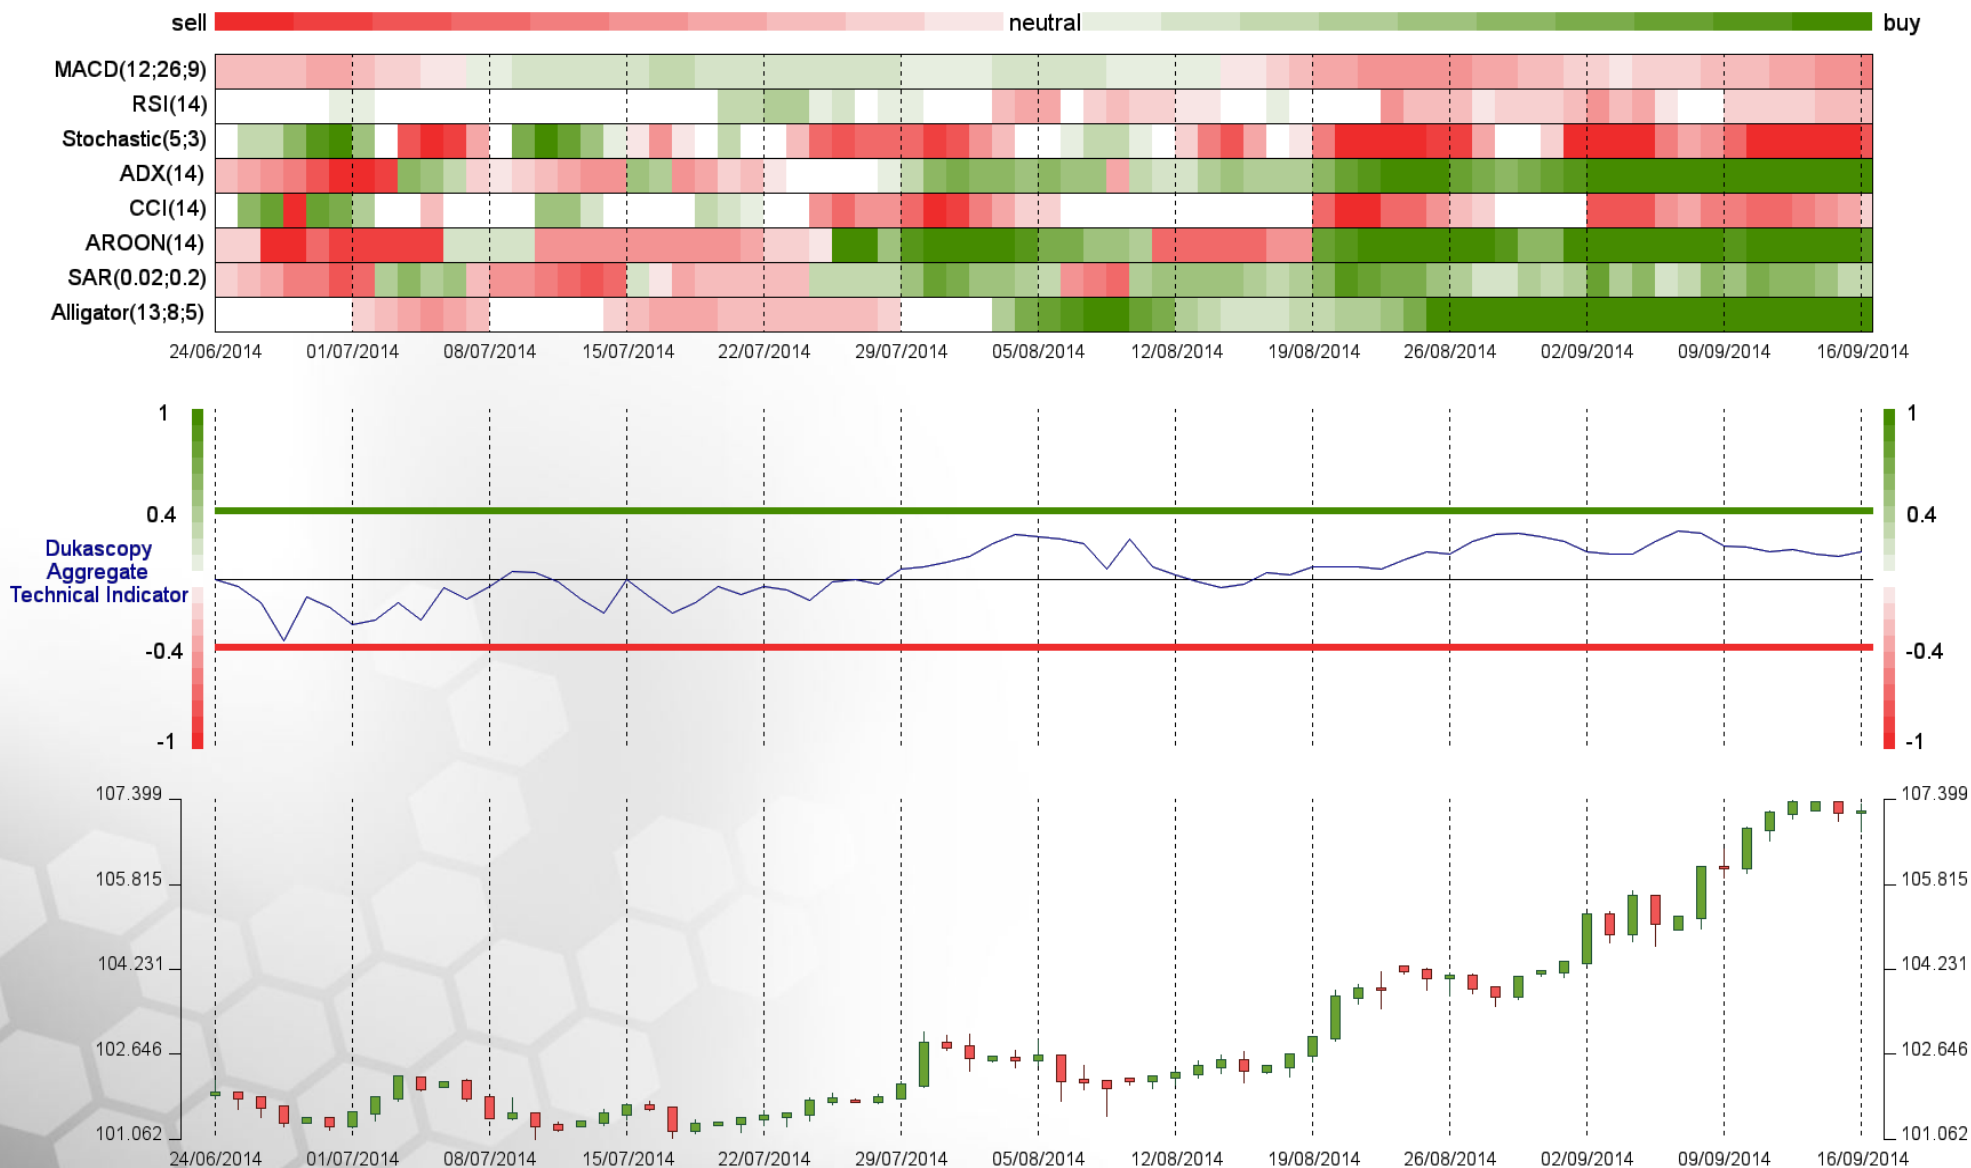 sell neutral buy
MACD(12;26;9)
RSI(14)
Stochastic(5;3)
ADX(14)
CCI(14)
AROON(14)
SAR(0.02;0.2)
Alligator(13;8;5)
24/06/2014 01/07/2014 08/07/2014 15/07/2014 22/07/2014 29/07/2014 05/08/2014 12/08/2014 19/08/2014 26/08/2014 02/09/2014 09/09/2014 16/09/2014
1 1
0.4 0.4
Dukascopy
Aggregate
Technical Indicator
-0.4 -0.4
-1 -1
107.399 107.399
105.815 105.815
104.231 104.231
102.646 102.646
101.062 101.062
24/06/2014 01/07/2014 08/07/2014 15/07/2014 22/07/2014 29/07/2014 05/08/2014 12/08/2014 19/08/2014 26/08/2014 02/09/2014 09/09/2014 16/09/2014